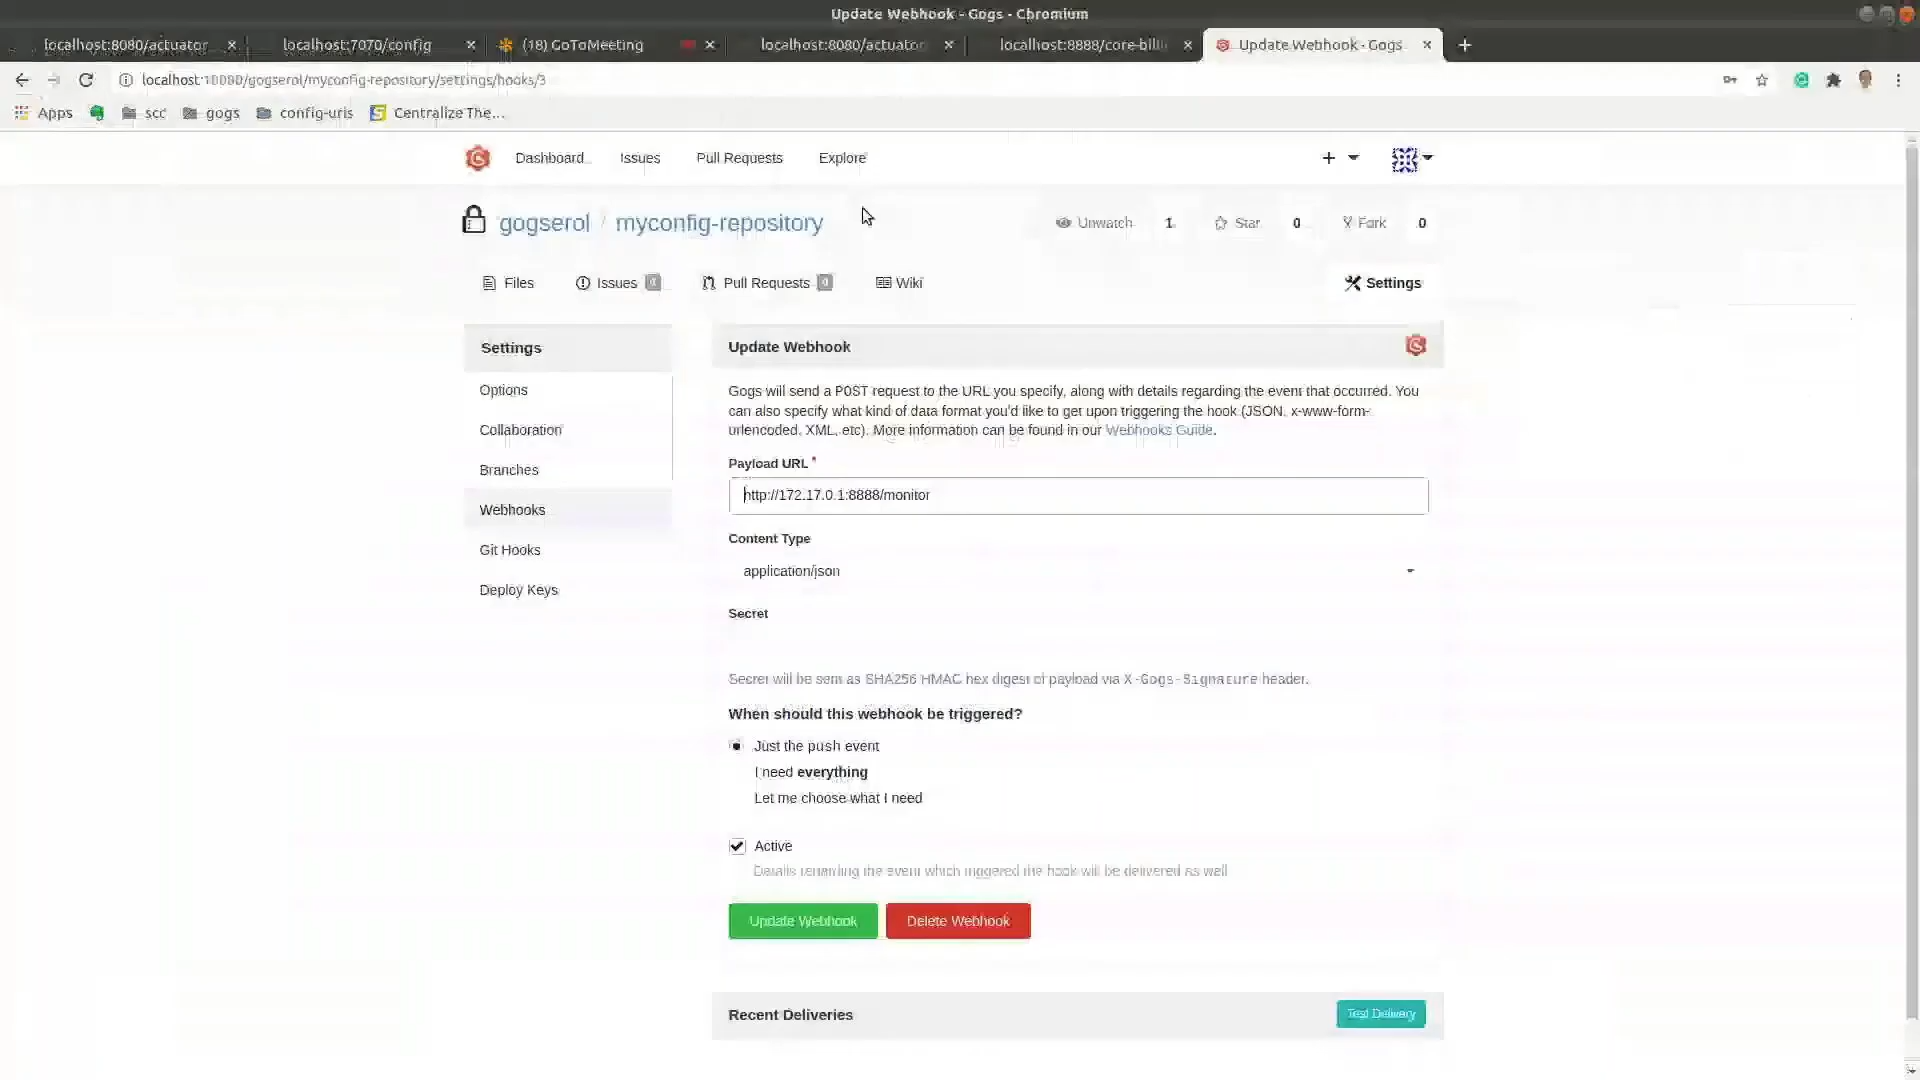 Update Webhook - Gogs - Chromium
localhost:8080/actuator
localhost:7070/config
(18) GoToMeeting
localhost:8080/actuator
localhost:8888/core-billi
Update Webhook - Gogs
localhost:10080/gogserol/myconfig-repository/settings/hooks/3
Apps
scc
gogs
config-uris
Centralize The...
Dashboard
Issues
Pull Requests
Explore
gogserol / myconfig-repository
Unwatch 1
Star 0
Fork 0
Files
Issues 0
Pull Requests 0
Wiki
Settings
Settings
Options
Collaboration
Branches
Webhooks
Git Hooks
Deploy Keys
Update Webhook
Gogs will send a POST request to the URL you specify, along with details regarding the event that occurred. You
can also specify what kind of data format you'd like to get upon triggering the hook (JSON, x-www-form-
urlencoded, XML, etc). More information can be found in our Webhooks Guide.
Payload URL *
http://172.17.0.1:8888/monitor
Content Type
application/json
Secret
Secret will be sent as SHA256 HMAC hex digest of payload via X-Gogs-Signature header.
When should this webhook be triggered?
Just the push event
I need everything
Let me choose what I need
Active
Details regarding the event which triggered the hook will be delivered as well
Update Webhook
Delete Webhook
Recent Deliveries
Test Delivery